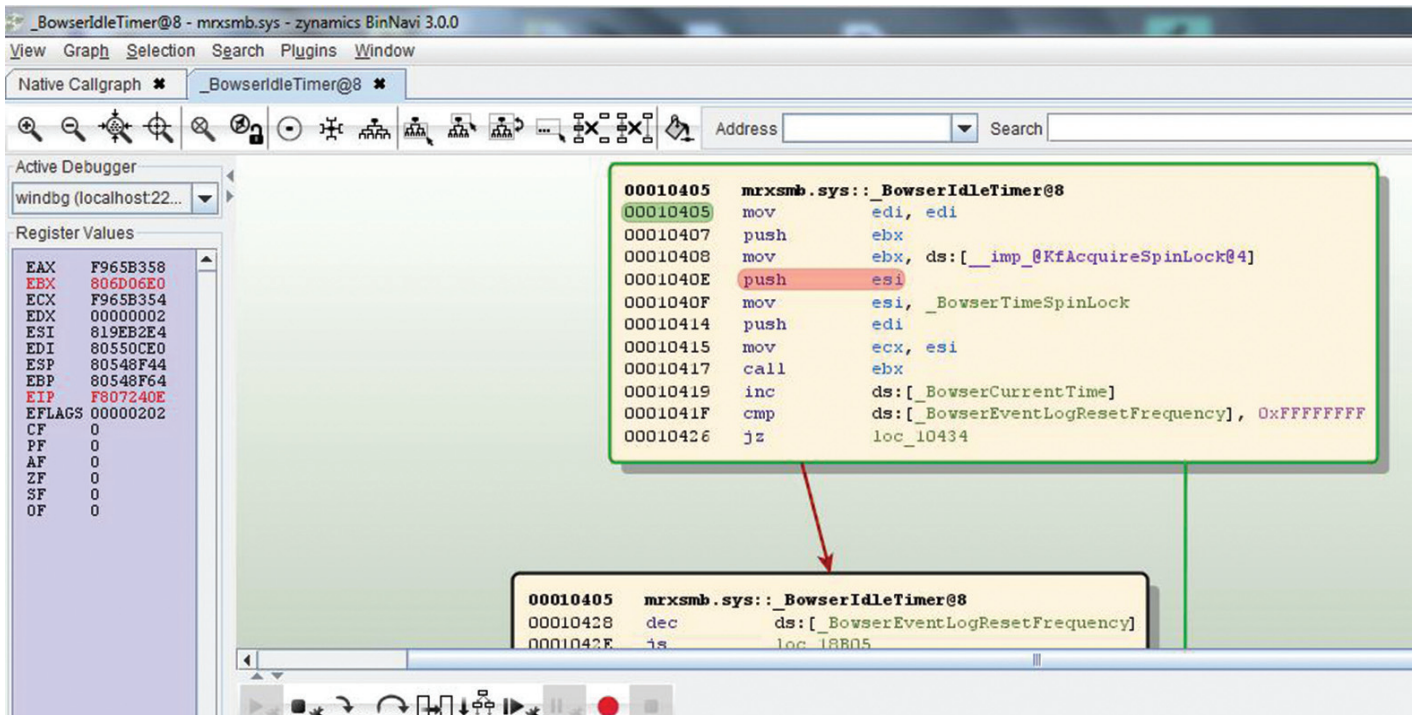 _BowserIdleTimer@8 - mrxsmb.sys - zynamics BinNavi 3.0.0
View Graph Selection Search Plugins Window
Native Callgraph ✖ _BowserIdleTimer@8 ✖
Address Search
Active Debugger
windbg (localhost:22...
Register Values
EAX F965B358
EBX 806D06E0
ECX F965B354
EDX 00000002
ESI 819EB2E4
EDI 80550CE0
ESP 80548F44
EBP 80548F64
EIP F807240E
EFLAGS 00000202
CF 0
PF 0
AF 0
ZF 0
SF 0
OF 0
00010405 mrxsmb.sys::_BowserIdleTimer@8
00010405 mov edi, edi
00010407 push ebx
00010408 mov ebx, ds:[__imp_@KfAcquireSpinLock@4]
0001040E push esi
0001040F mov esi, _BowserTimeSpinLock
00010414 push edi
00010415 mov ecx, esi
00010417 call ebx
00010419 inc ds:[_BowserCurrentTime]
0001041F cmp ds:[_BowserEventLogResetFrequency], 0xFFFFFFFF
00010426 jz loc_10434
00010405 mrxsmb.sys::_BowserIdleTimer@8
00010428 dec ds:[_BowserEventLogResetFrequency]
0001042E js loc_18B05